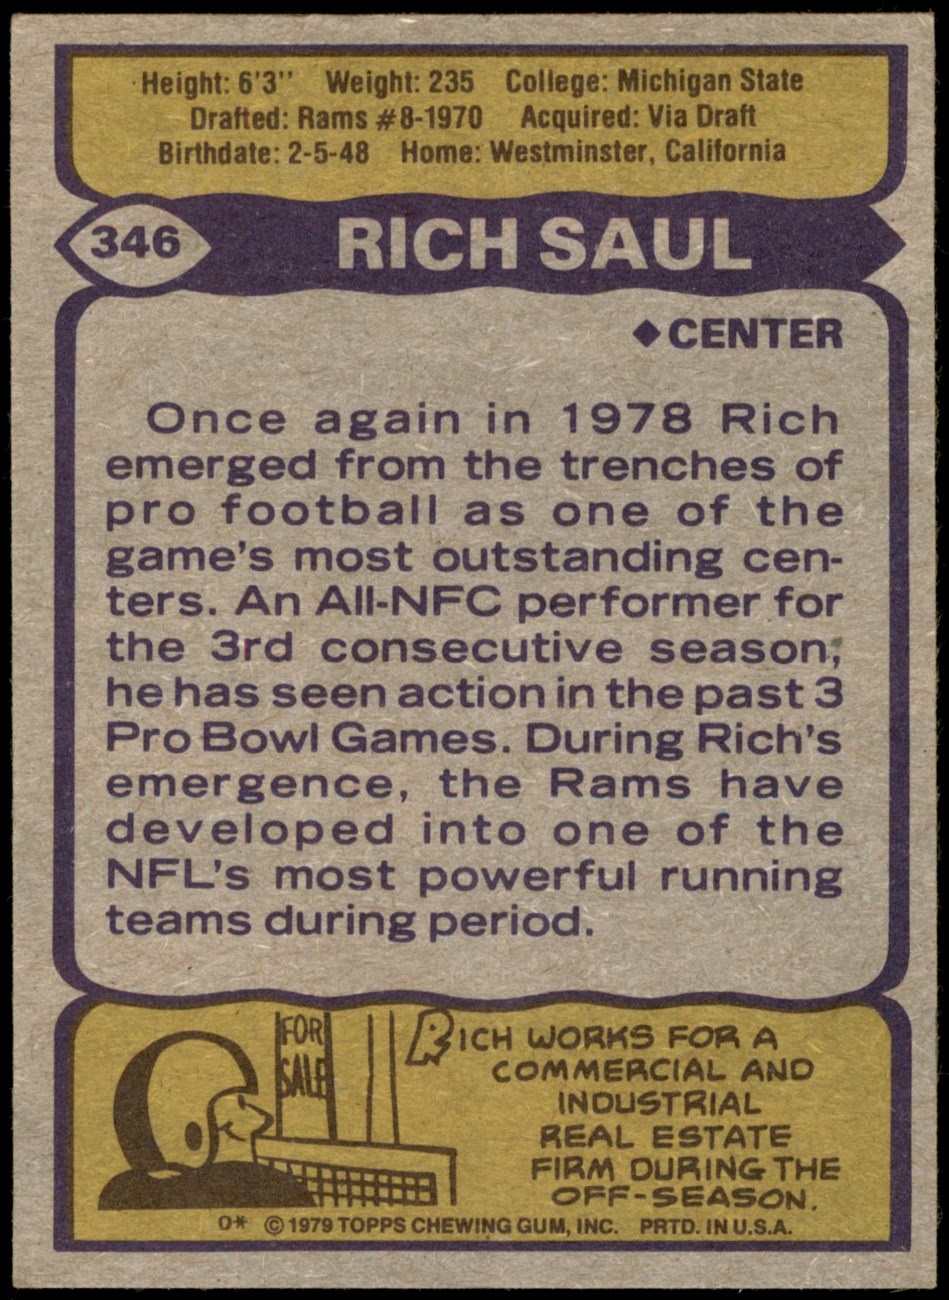 Height: 6'3'' Weight: 235 College: Michigan State
Drafted: Rams #8-1970 Acquired: Via Draft
Birthdate: 2-5-48 Home: Westminster, California
346 RICH SAUL
◆CENTER
Once again in 1978 Rich
emerged from the trenches of
pro football as one of the
game's most outstanding cen-
ters. An All-NFC performer for
the 3rd consecutive season,
he has seen action in the past 3
Pro Bowl Games. During Rich's
emergence, the Rams have
developed into one of the
NFL's most powerful running
teams during period.
FOR
SALE
RICH WORKS FOR A
COMMERCIAL AND
INDUSTRIAL
REAL ESTATE
FIRM DURING THE
OFF-SEASON.
O* © 1979 TOPPS CHEWING GUM, INC. PRTD. IN U.S.A.